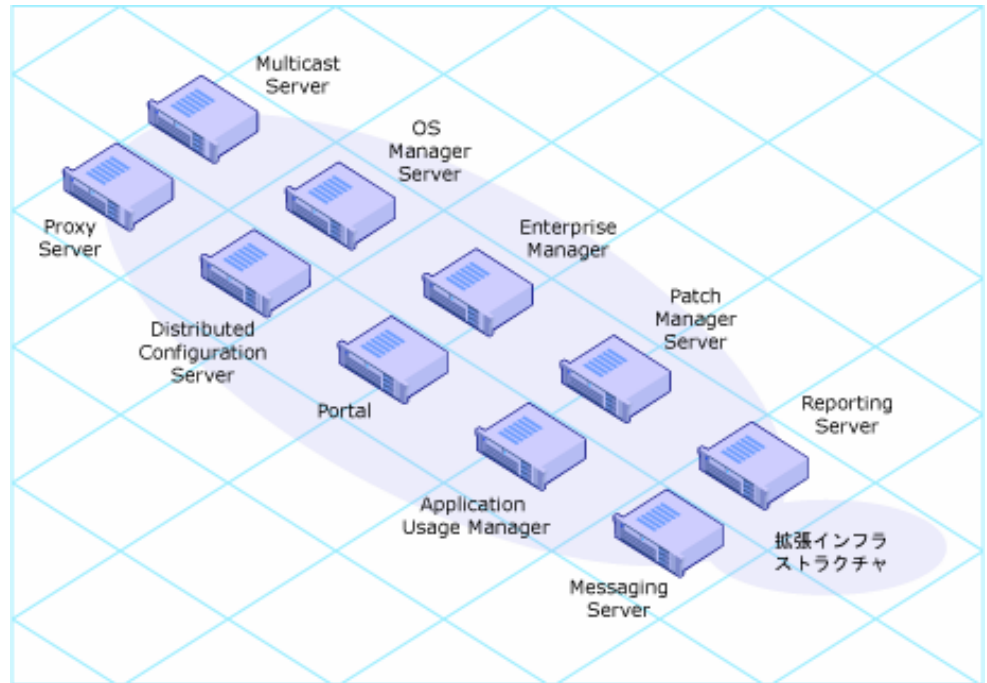 Multicast
Server
OS
Manager
Server
Proxy
Server
Enterprise
Manager
Distributed
Configuration
Server
Patch
Manager
Server
Portal
Reporting
Server
Application
Usage Manager
拡張インフラ
ストラクチャ
Messaging
Server